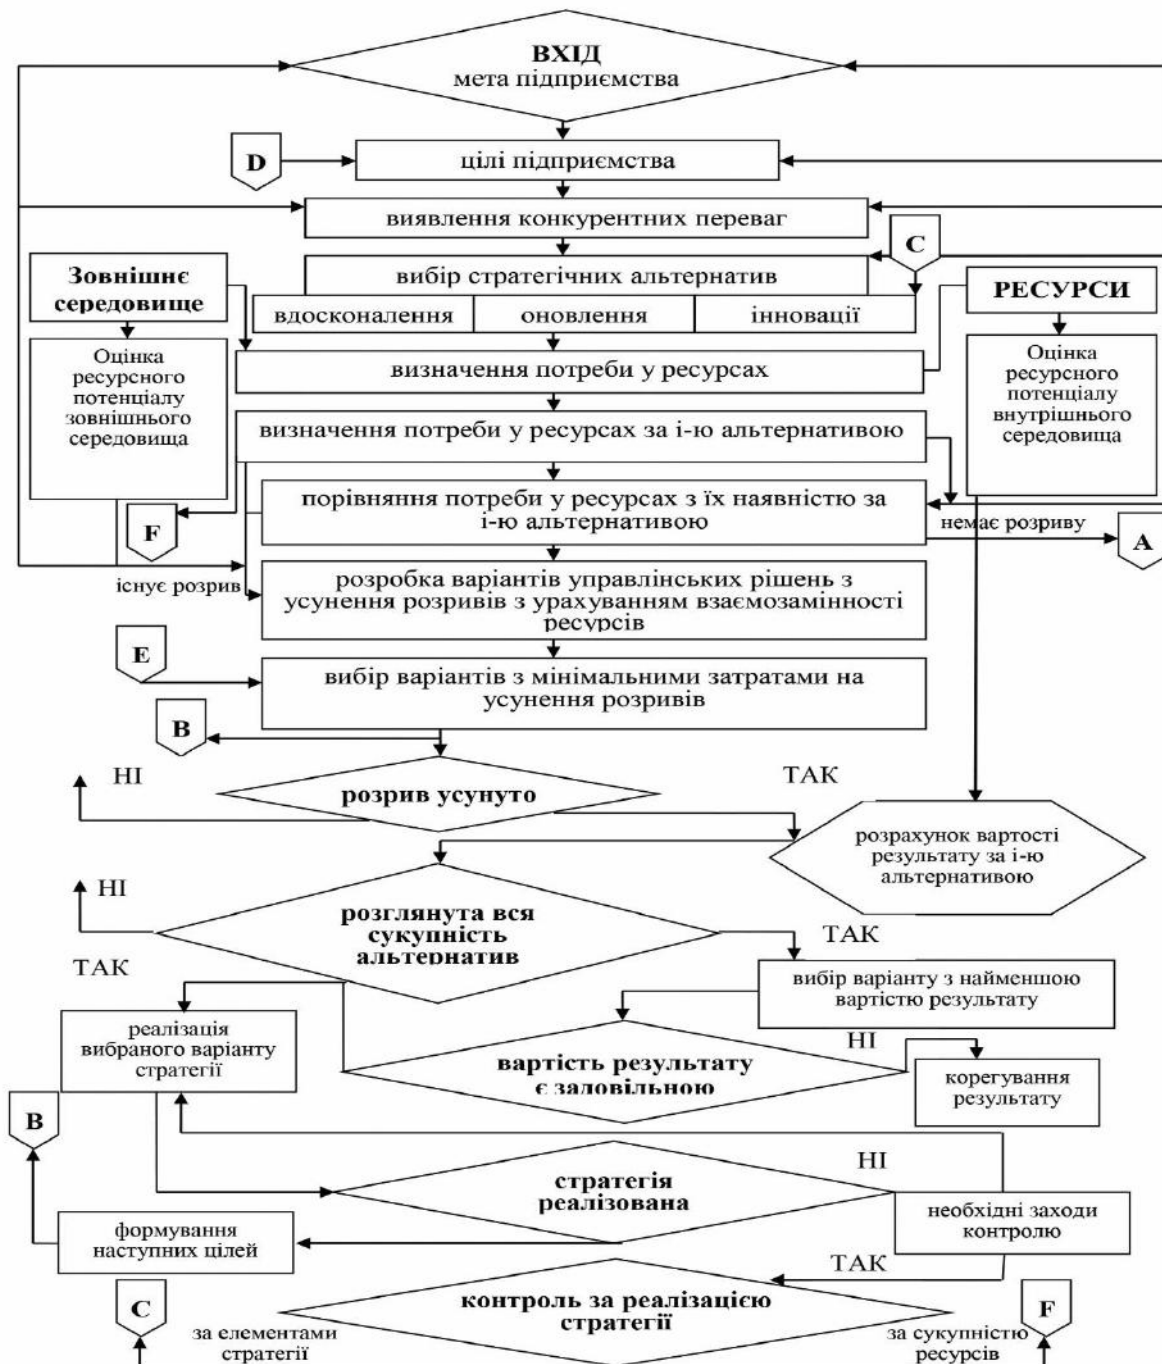 ВХІД
мета підприємства
D
цілі підприємства
виявлення конкурентних переваг
C
Зовнішнє
середовище
вибір стратегічних альтернатив
РЕСУРСИ
вдосконалення
оновлення
інновації
Оцінка
ресурсного
потенціалу
зовнішнього
середовища
визначення потреби у ресурсах
Оцінка
ресурсного
потенціалу
внутрішнього
середовища
визначення потреби у ресурсах за і-ю альтернативою
F
порівняння потреби у ресурсах з їх наявністю за
і-ю альтернативою
немає розриву
A
існує розрив
розробка варіантів управлінських рішень з
усунення розривів з урахуванням взаємозамінності
ресурсів
E
вибір варіантів з мінімальними затратами на
усунення розривів
B
НІ
розрив усунуто
ТАК
розрахунок вартості
результату за і-ю
альтернативою
НІ
розглянута вся
сукупність
альтернатив
ТАК
ТАК
вибір варіанту з найменшою
вартістю результату
реалізація
вибраного варіанту
стратегії
вартість результату
є задовільною
НІ
корегування
результату
B
стратегія
реалізована
НІ
необхідні заходи
контролю
формування
наступних цілей
ТАК
C
контроль за реалізацією
стратегії
F
за елементами
стратегії
за сукупністю
ресурсів